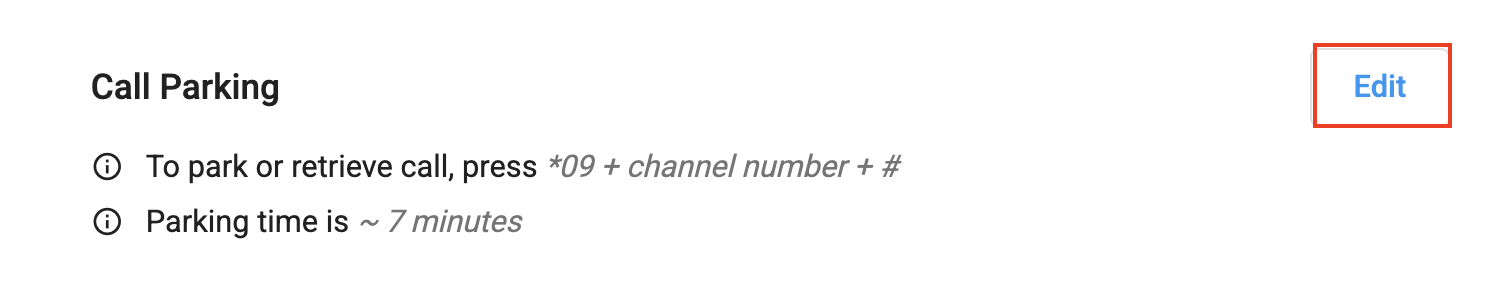 Call Parking
Edit
To park or retrieve call, press *09 + channel number + #
Parking time is ~ 7 minutes